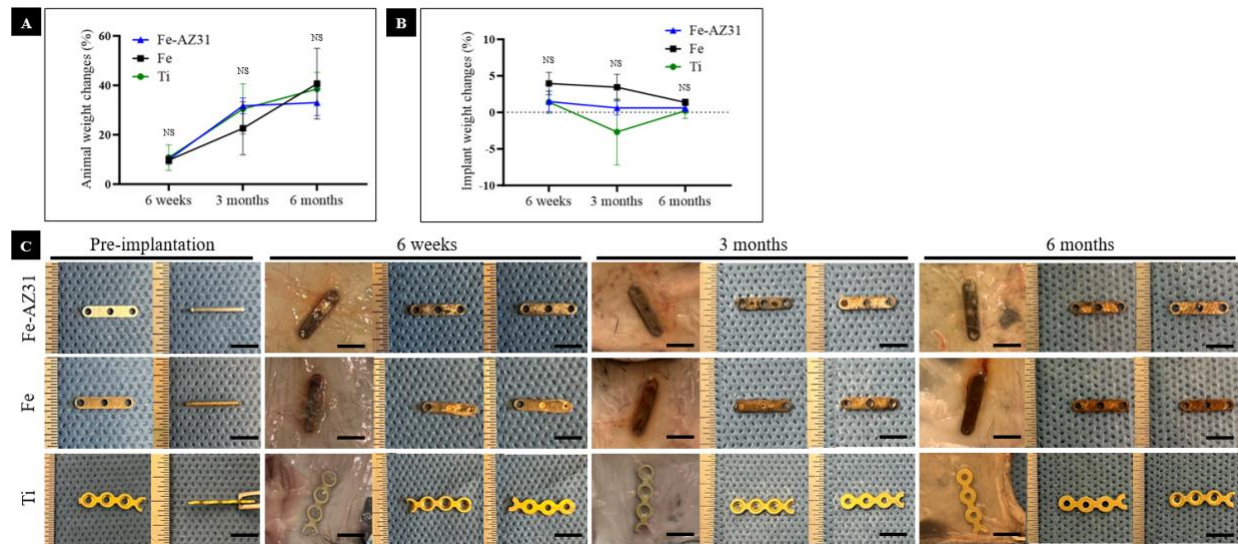 A
Fe-AZ31
Fe
Ti
Animal weight changes (%)
60
40
20
0
NS
NS
NS
6 weeks
3 months
6 months
B
Fe-AZ31
Fe
Ti
Implant weight changes (%)
10
5
0
-5
-10
NS
NS
NS
6 weeks
3 months
6 months
C
Pre-implantation
6 weeks
3 months
6 months
Fe-AZ31
Fe
Ti